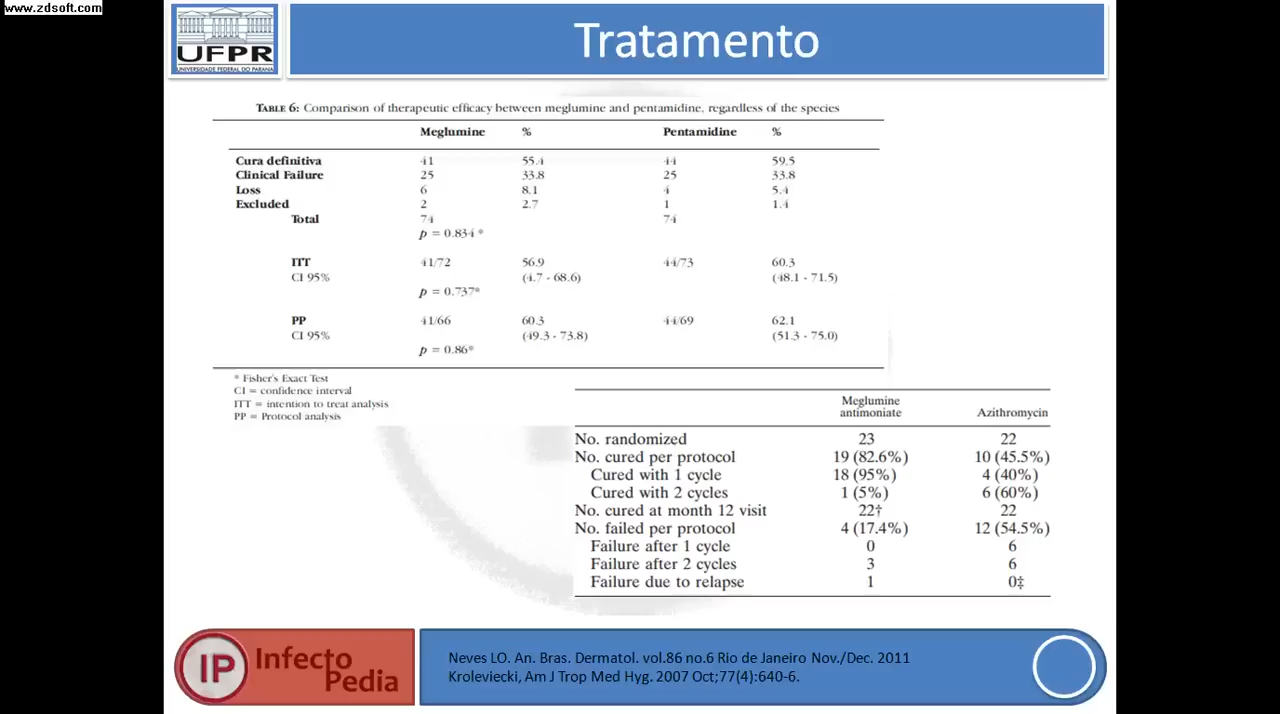 www.zdsoft.com
UFPR
UNIVERSIDADE FEDERAL DO PARANÁ
Tratamento
TABLE 6: Comparison of therapeutic efficacy between meglumine and pentamidine, regardless of the species
Meglumine % Pentamidine %
Cura definitiva 41 55.4 44 59.5
Clinical Failure 25 33.8 25 33.8
Loss 6 8.1 4 5.4
Excluded 2 2.7 1 1.4
Total 74 74
p = 0.834 *
ITT 41/72 56.9 44/73 60.3
CI 95% (4.7 - 68.6) (48.1 - 71.5)
p = 0.737*
PP 41/66 60.3 44/69 62.1
CI 95% (49.3 - 73.8) (51.3 - 75.0)
p = 0.86*
* Fisher's Exact Test
CI = confidence interval
ITT = intention to treat analysis
PP = Protocol analysis
Meglumine
antimoniate Azithromycin
No. randomized 23 22
No. cured per protocol 19 (82.6%) 10 (45.5%)
Cured with 1 cycle 18 (95%) 4 (40%)
Cured with 2 cycles 1 (5%) 6 (60%)
No. cured at month 12 visit 22† 22
No. failed per protocol 4 (17.4%) 12 (54.5%)
Failure after 1 cycle 0 6
Failure after 2 cycles 3 6
Failure due to relapse 1 0‡
IP Infecto
Pedia
Neves LO. An. Bras. Dermatol. vol.86 no.6 Rio de Janeiro Nov./Dec. 2011
Kroleviecki, Am J Trop Med Hyg. 2007 Oct;77(4):640-6.